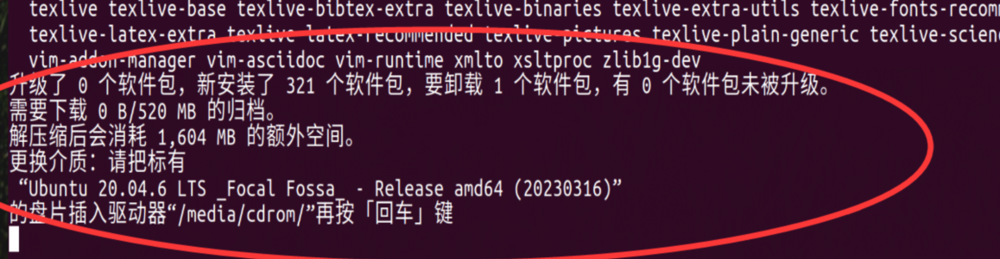 texlive texlive-base texlive-bibtex-extra texlive-binaries texlive-extra-utils texlive-fonts-recom
texlive-latex-extra texlive-latex-recommended texlive-pictures texlive-plain-generic texlive-scien
vim-addon-manager vim-asciidoc vim-runtime xmlto xsltproc zlib1g-dev
升级了 0 个软件包，新安装了 321 个软件包，要卸载 1 个软件包，有 0 个软件包未被升级。
需要下载 0 B/520 MB 的归档。
解压缩后会消耗 1,604 MB 的额外空间。
更换介质：请把标有
“Ubuntu 20.04.6 LTS _Focal Fossa_ - Release amd64 (20230316)”
的盘片插入驱动器“/media/cdrom/”再按「回车」键